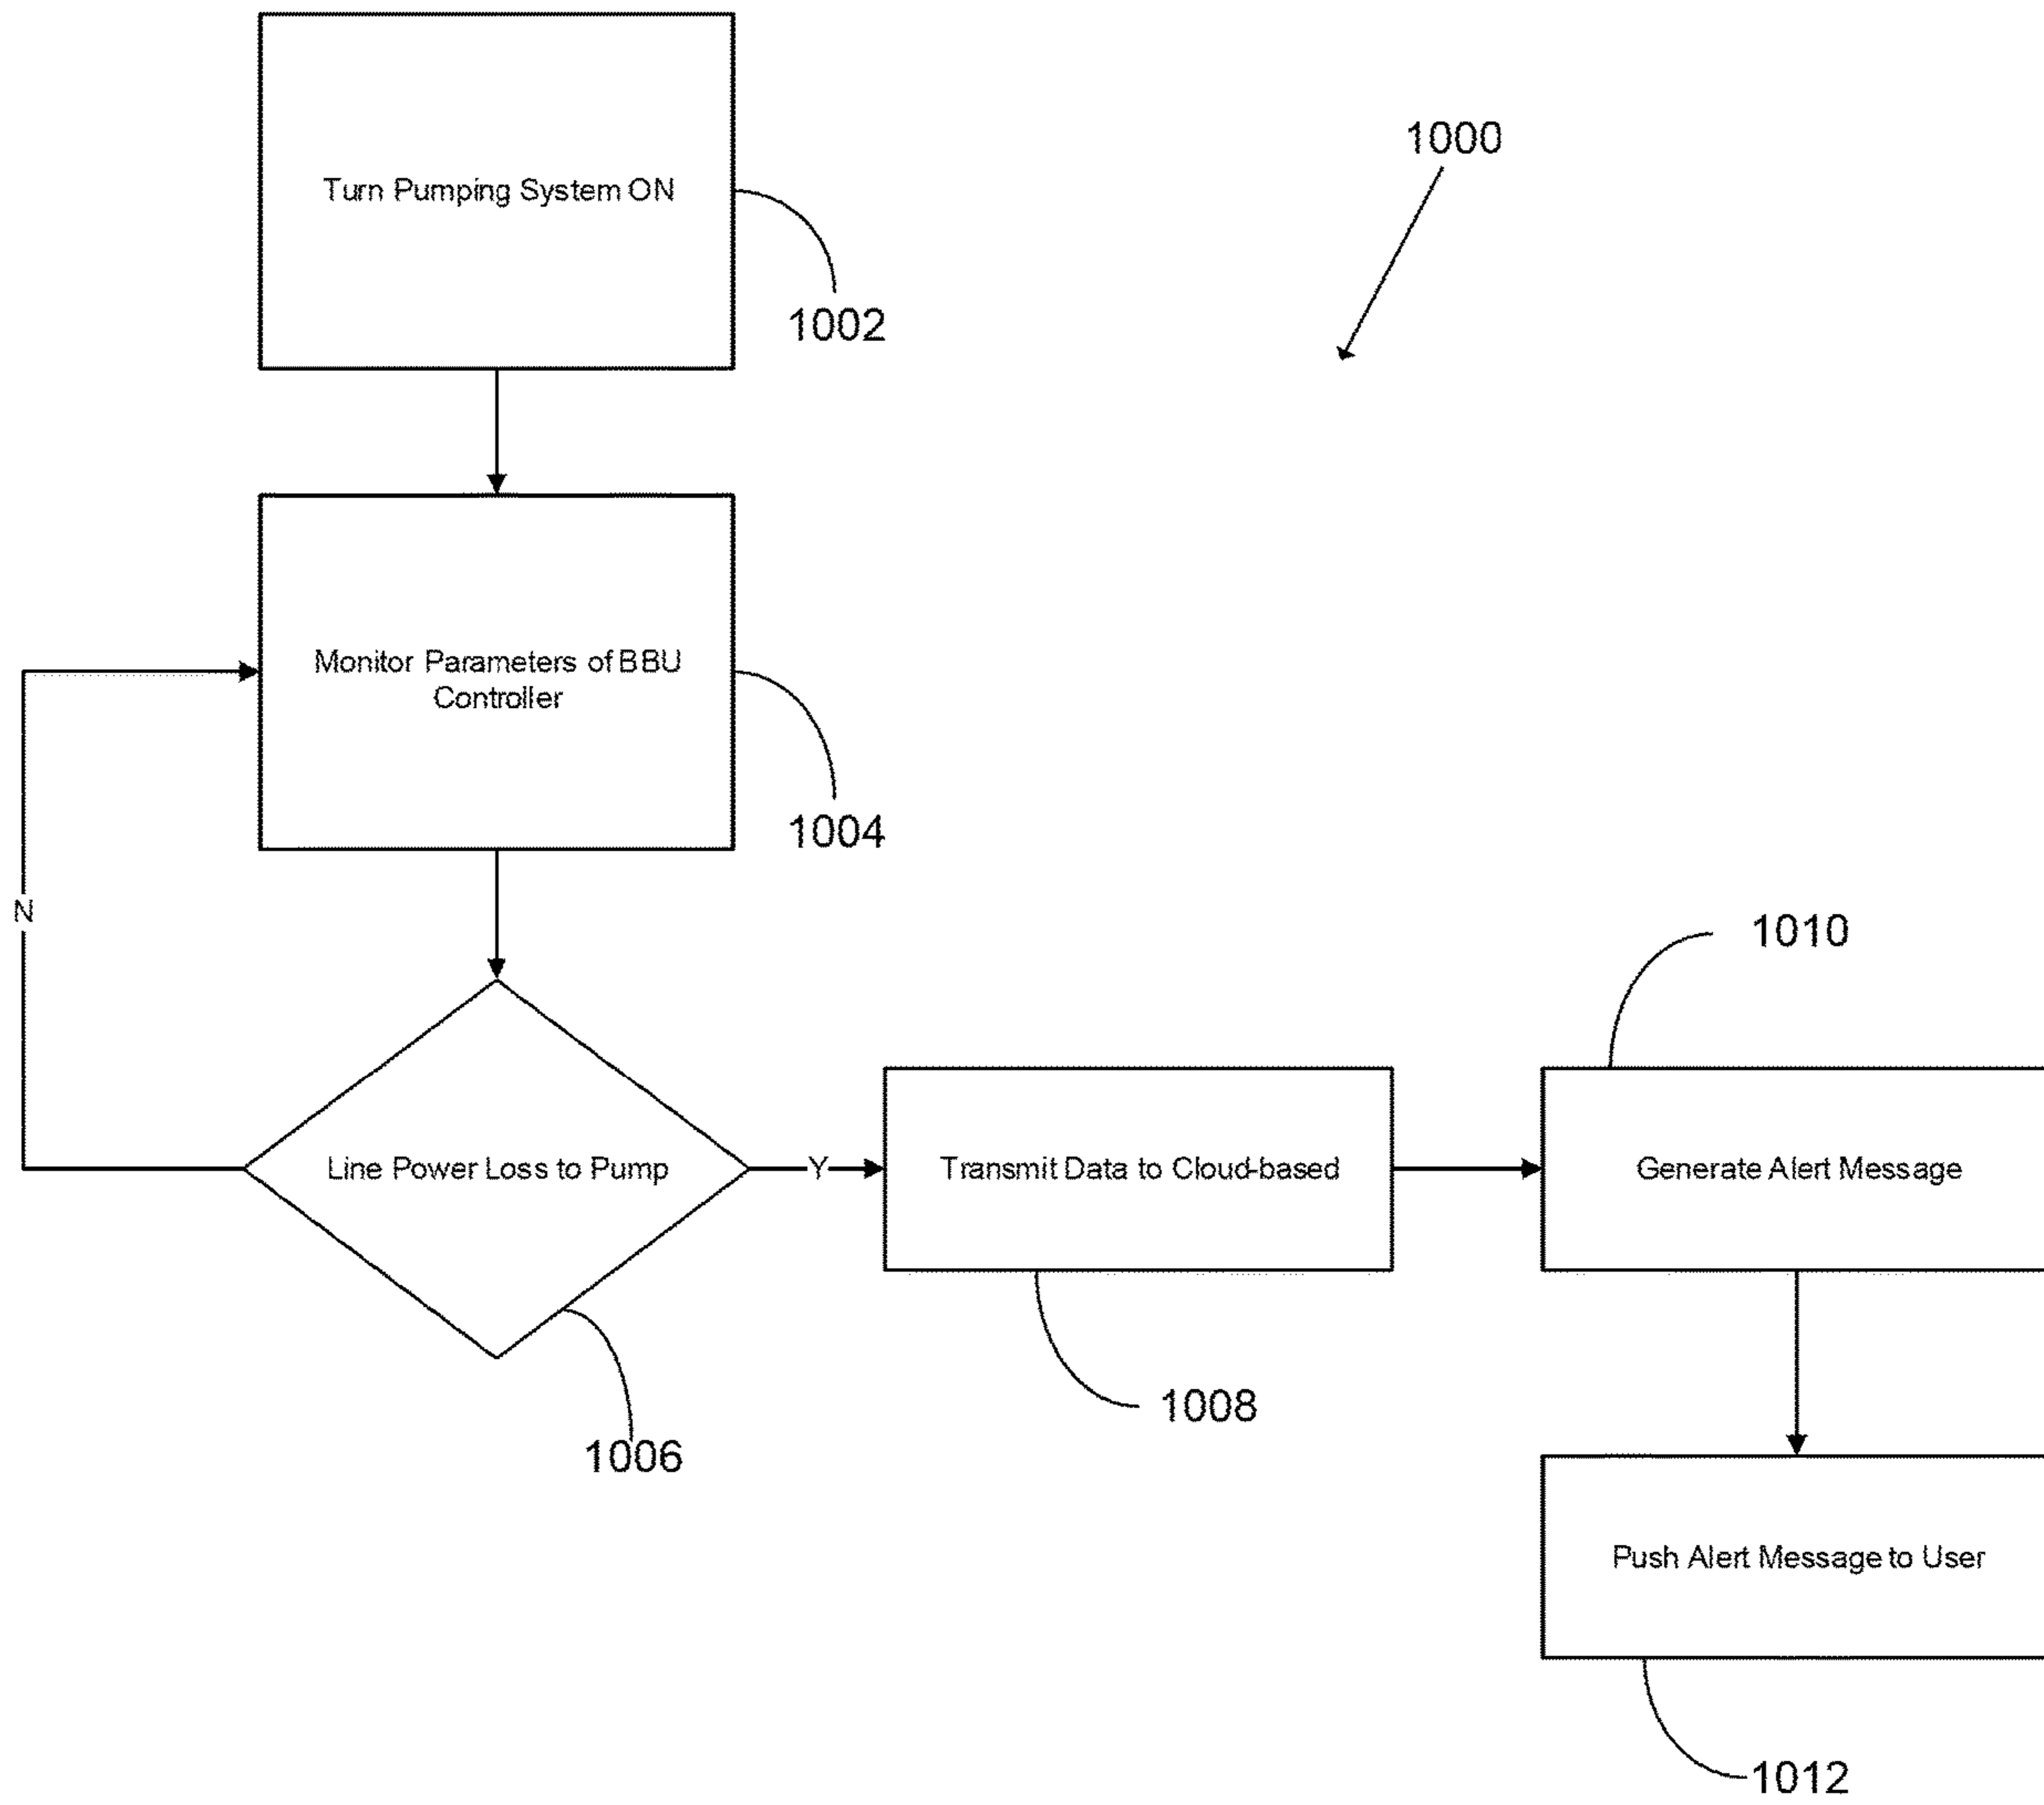 1000
Turn Pumping System ON
1002
Monitor Parameters of BBU
Controller
1004
N
1010
Line Power Loss to Pump
Y
Transmit Data to Cloud-based
Generate Alert Message
1008
1006
Push Alert Message to User
1012